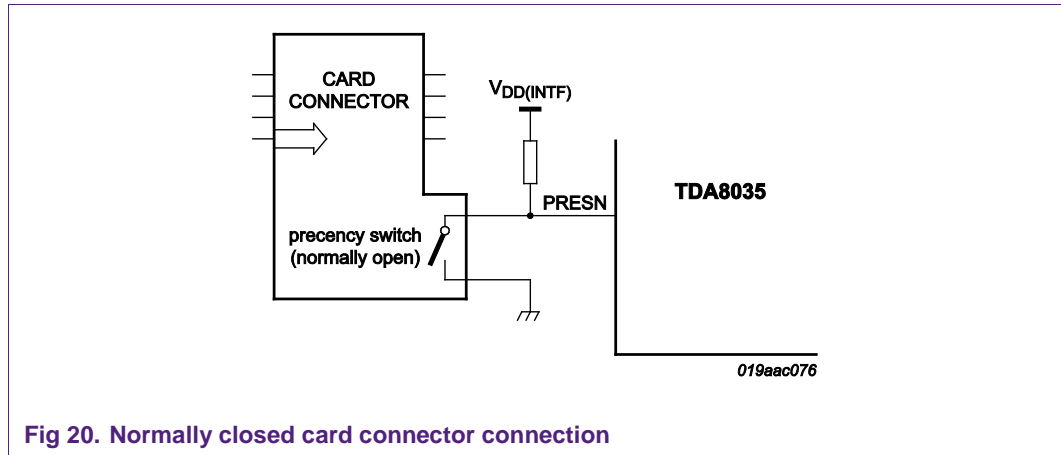 CARD
CONNECTOR
VDD(INTF)
PRESN
TDA8035
precency switch
(normally open)
019aac076
Fig 20. Normally closed card connector connection